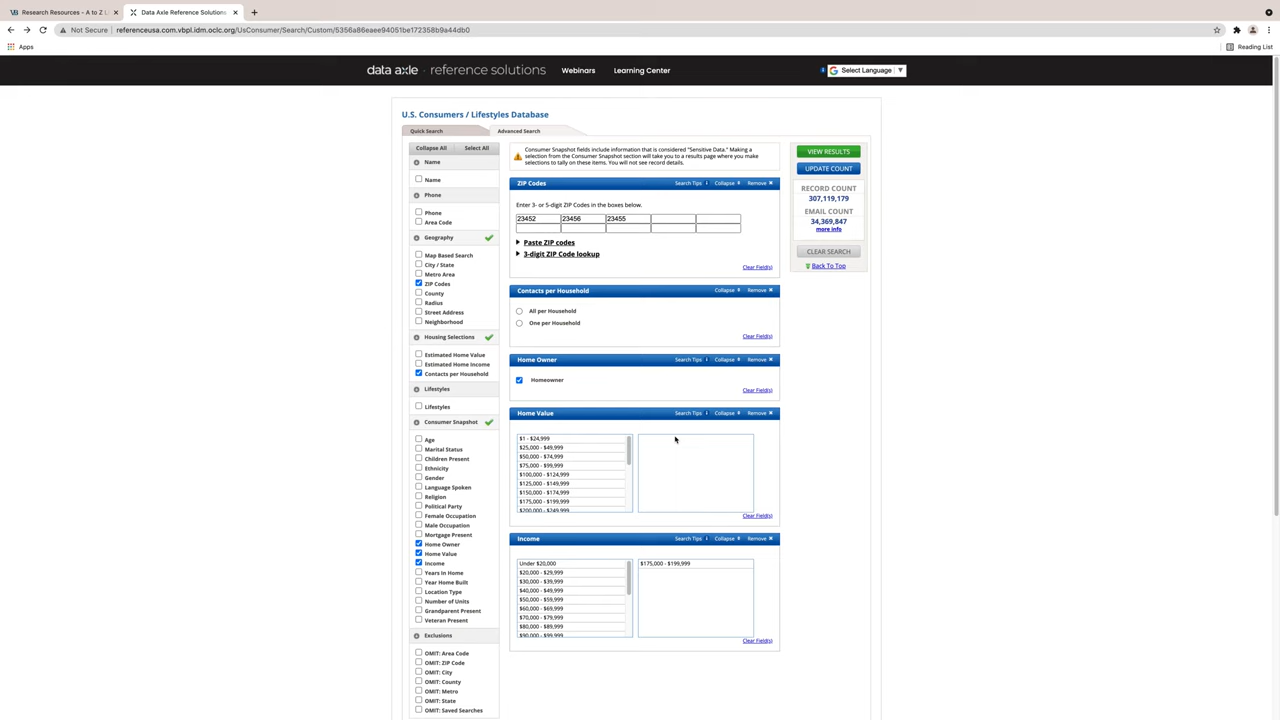 Research Resources - A to Z L
Data Axle Reference Solutions
Not Secure
referenceusa.com.vbpl.idm.oclc.org/UsConsumer/Search/Custom/5356a86eaee94051be172358b9a44db0
Apps
Reading List
data axle reference solutions
Webinars
Learning Center
Select Language
U.S. Consumers / Lifestyles Database
Quick Search
Advanced Search
Collapse All
Select All
Name
Name
Phone
Phone
Area Code
Geography
Map Based Search
City / State
Metro Area
ZIP Codes
County
Radius
Street Address
Neighborhood
Housing Selections
Estimated Home Value
Estimated Home Income
Contacts per Household
Lifestyles
Lifestyles
Consumer Snapshot
Age
Marital Status
Children Present
Ethnicity
Gender
Language Spoken
Religion
Political Party
Female Occupation
Male Occupation
Mortgage Present
Home Owner
Home Value
Income
Years In Home
Year Home Built
Location Type
Number of Units
Grandparent Present
Veteran Present
Exclusions
OMIT: Area Code
OMIT: ZIP Code
OMIT: City
OMIT: County
OMIT: Metro
OMIT: State
OMIT: Saved Searches
Consumer Snapshot fields include information that is considered "Sensitive Data." Making a
selection from the Consumer Snapshot section will take you to a results page where you make
selections to tally on these items. You will not see record details.
ZIP Codes
Search Tips
Collapse
Remove
Enter 3- or 5-digit ZIP Codes in the boxes below.
23452 23456 23455
Paste ZIP codes
3-digit ZIP Code lookup
Clear Field(s)
Contacts per Household
Collapse
Remove
All per Household
One per Household
Clear Field(s)
Home Owner
Search Tips
Collapse
Remove
Homeowner
Clear Field(s)
Home Value
Search Tips
Collapse
Remove
$1 - $24,999
$25,000 - $49,999
$50,000 - $74,999
$75,000 - $99,999
$100,000 - $124,999
$125,000 - $149,999
$150,000 - $174,999
$175,000 - $199,999
$200,000 - $249,999
Clear Field(s)
Income
Search Tips
Collapse
Remove
Under $20,000
$20,000 - $29,999
$30,000 - $39,999
$40,000 - $49,999
$50,000 - $59,999
$60,000 - $69,999
$70,000 - $79,999
$80,000 - $89,999
$90,000 - $99,999
$175,000 - $199,999
Clear Field(s)
VIEW RESULTS
UPDATE COUNT
RECORD COUNT
307,119,179
EMAIL COUNT
34,369,847
more info
CLEAR SEARCH
Back To Top